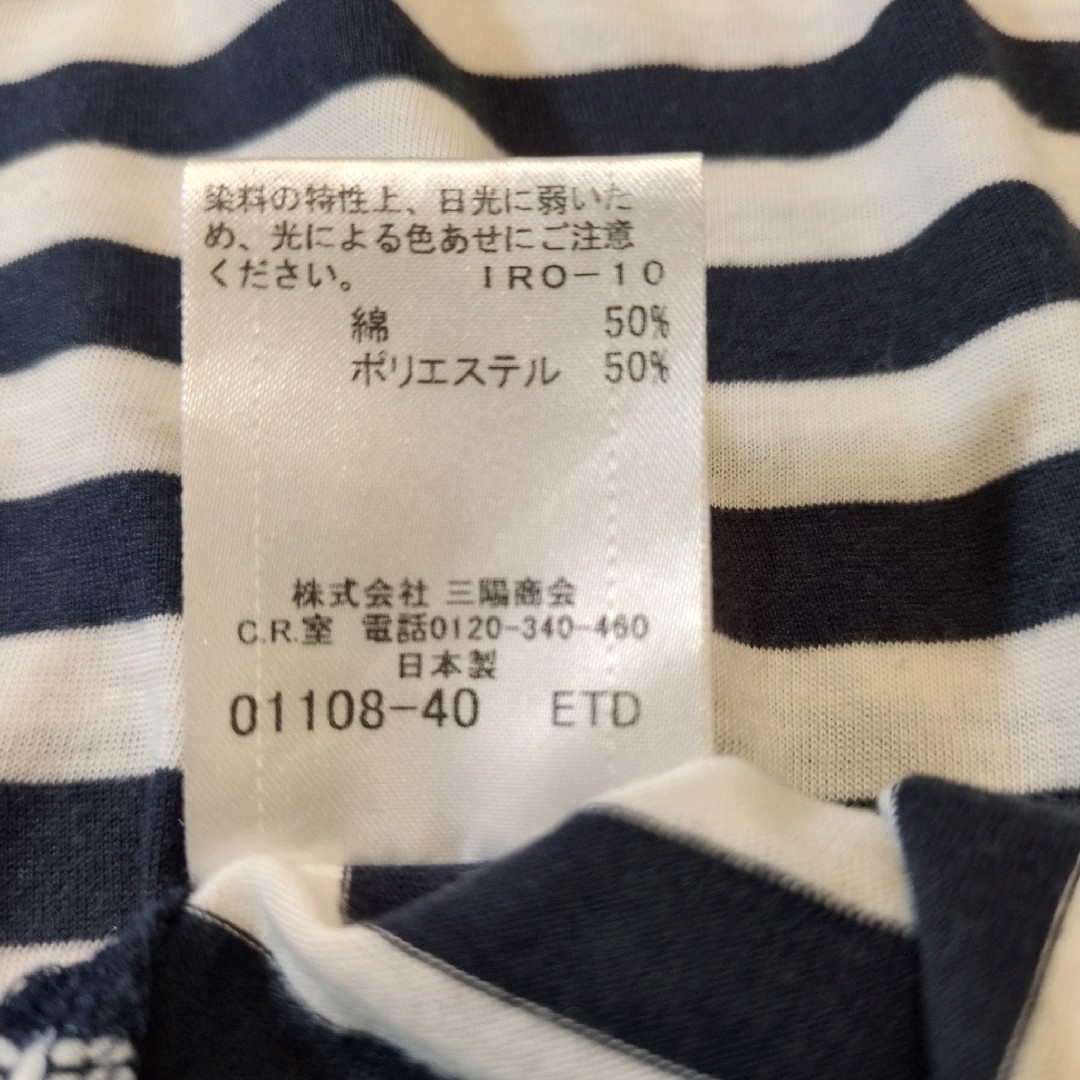 染料の特性上、日光に弱いた
め、光による色あせにご注意
ください。 IRO-10
綿 50%
ポリエステル 50%
株式会社 三陽商会
C.R.室 電話0120-340-460
日本製
01108-40 ETD